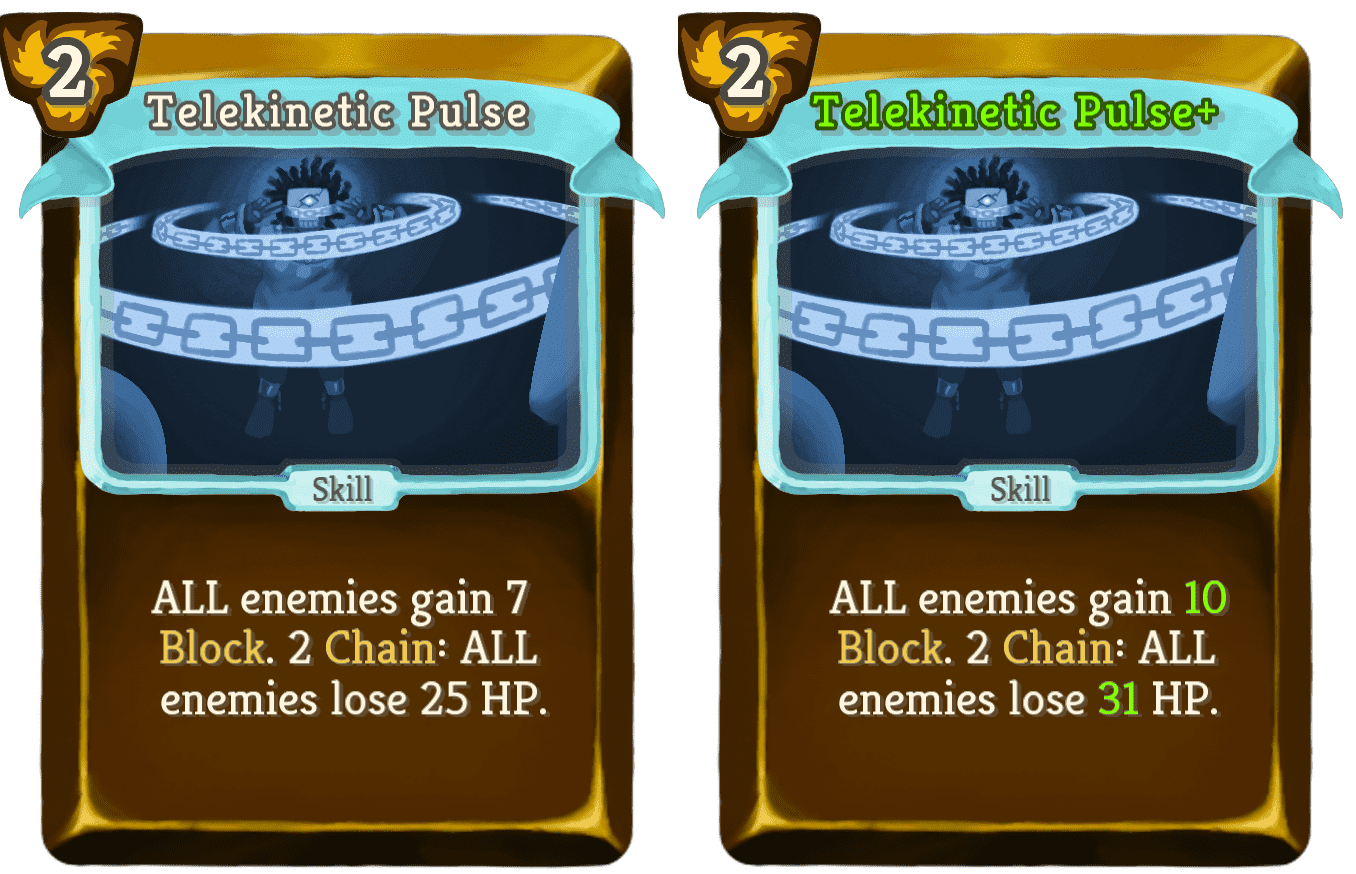 2
Telekinetic Pulse
Skill
ALL enemies gain 7
Block. 2 Chain: ALL
enemies lose 25 HP.
2
Telekinetic Pulse+
Skill
ALL enemies gain 10
Block. 2 Chain: ALL
enemies lose 31 HP.